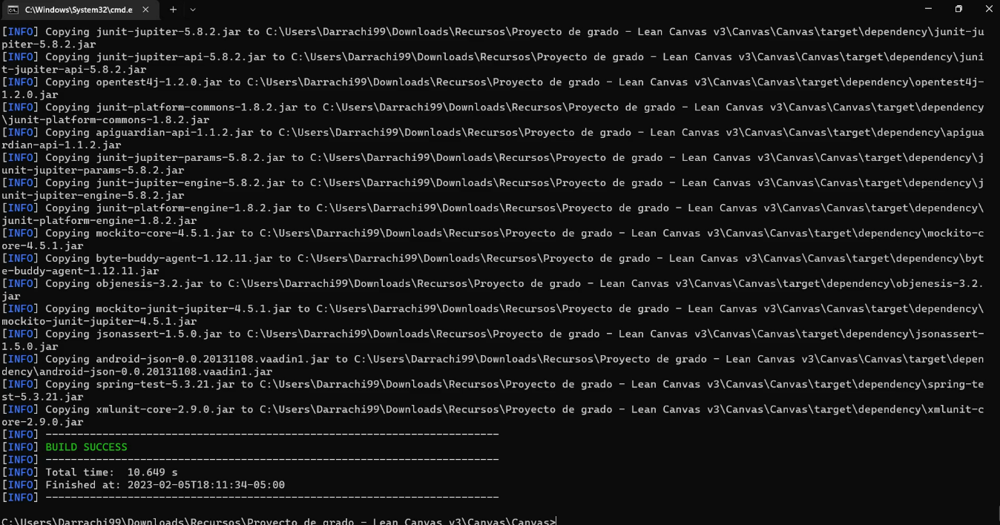 C:\Windows\System32\cmd.e
[INFO] Copying junit-jupiter-5.8.2.jar to C:\Users\Darrachi99\Downloads\Recursos\Proyecto de grado - Lean Canvas v3\Canvas\Canvas\target\dependency\junit-ju
piter-5.8.2.jar
[INFO] Copying junit-jupiter-api-5.8.2.jar to C:\Users\Darrachi99\Downloads\Recursos\Proyecto de grado - Lean Canvas v3\Canvas\Canvas\target\dependency\juni
t-jupiter-api-5.8.2.jar
[INFO] Copying opentest4j-1.2.0.jar to C:\Users\Darrachi99\Downloads\Recursos\Proyecto de grado - Lean Canvas v3\Canvas\Canvas\target\dependency\opentest4j-
1.2.0.jar
[INFO] Copying junit-platform-commons-1.8.2.jar to C:\Users\Darrachi99\Downloads\Recursos\Proyecto de grado - Lean Canvas v3\Canvas\Canvas\target\dependency
\junit-platform-commons-1.8.2.jar
[INFO] Copying apiguardian-api-1.1.2.jar to C:\Users\Darrachi99\Downloads\Recursos\Proyecto de grado - Lean Canvas v3\Canvas\Canvas\target\dependency\apigua
rdian-api-1.1.2.jar
[INFO] Copying junit-jupiter-params-5.8.2.jar to C:\Users\Darrachi99\Downloads\Recursos\Proyecto de grado - Lean Canvas v3\Canvas\Canvas\target\dependency\j
unit-jupiter-params-5.8.2.jar
[INFO] Copying junit-jupiter-engine-5.8.2.jar to C:\Users\Darrachi99\Downloads\Recursos\Proyecto de grado - Lean Canvas v3\Canvas\Canvas\target\dependency\j
unit-jupiter-engine-5.8.2.jar
[INFO] Copying junit-platform-engine-1.8.2.jar to C:\Users\Darrachi99\Downloads\Recursos\Proyecto de grado - Lean Canvas v3\Canvas\Canvas\target\dependency\
junit-platform-engine-1.8.2.jar
[INFO] Copying mockito-core-4.5.1.jar to C:\Users\Darrachi99\Downloads\Recursos\Proyecto de grado - Lean Canvas v3\Canvas\Canvas\target\dependency\mockito-c
ore-4.5.1.jar
[INFO] Copying byte-buddy-agent-1.12.11.jar to C:\Users\Darrachi99\Downloads\Recursos\Proyecto de grado - Lean Canvas v3\Canvas\Canvas\target\dependency\byt
e-buddy-agent-1.12.11.jar
[INFO] Copying objenesis-3.2.jar to C:\Users\Darrachi99\Downloads\Recursos\Proyecto de grado - Lean Canvas v3\Canvas\Canvas\target\dependency\objenesis-3.2.
jar
[INFO] Copying mockito-junit-jupiter-4.5.1.jar to C:\Users\Darrachi99\Downloads\Recursos\Proyecto de grado - Lean Canvas v3\Canvas\Canvas\target\dependency\
mockito-junit-jupiter-4.5.1.jar
[INFO] Copying jsonassert-1.5.0.jar to C:\Users\Darrachi99\Downloads\Recursos\Proyecto de grado - Lean Canvas v3\Canvas\Canvas\target\dependency\jsonassert-
1.5.0.jar
[INFO] Copying android-json-0.0.20131108.vaadin1.jar to C:\Users\Darrachi99\Downloads\Recursos\Proyecto de grado - Lean Canvas v3\Canvas\Canvas\target\depen
dency\android-json-0.0.20131108.vaadin1.jar
[INFO] Copying spring-test-5.3.21.jar to C:\Users\Darrachi99\Downloads\Recursos\Proyecto de grado - Lean Canvas v3\Canvas\Canvas\target\dependency\spring-te
st-5.3.21.jar
[INFO] Copying xmlunit-core-2.9.0.jar to C:\Users\Darrachi99\Downloads\Recursos\Proyecto de grado - Lean Canvas v3\Canvas\Canvas\target\dependency\xmlunit-c
ore-2.9.0.jar
[INFO] ------------------------------------------------------------------------
[INFO] BUILD SUCCESS
[INFO] ------------------------------------------------------------------------
[INFO] Total time:  10.649 s
[INFO] Finished at: 2023-02-05T18:11:34-05:00
[INFO] ------------------------------------------------------------------------
C:\Users\Darrachi99\Downloads\Recursos\Proyecto de grado - Lean Canvas v3\Canvas\Canvas>